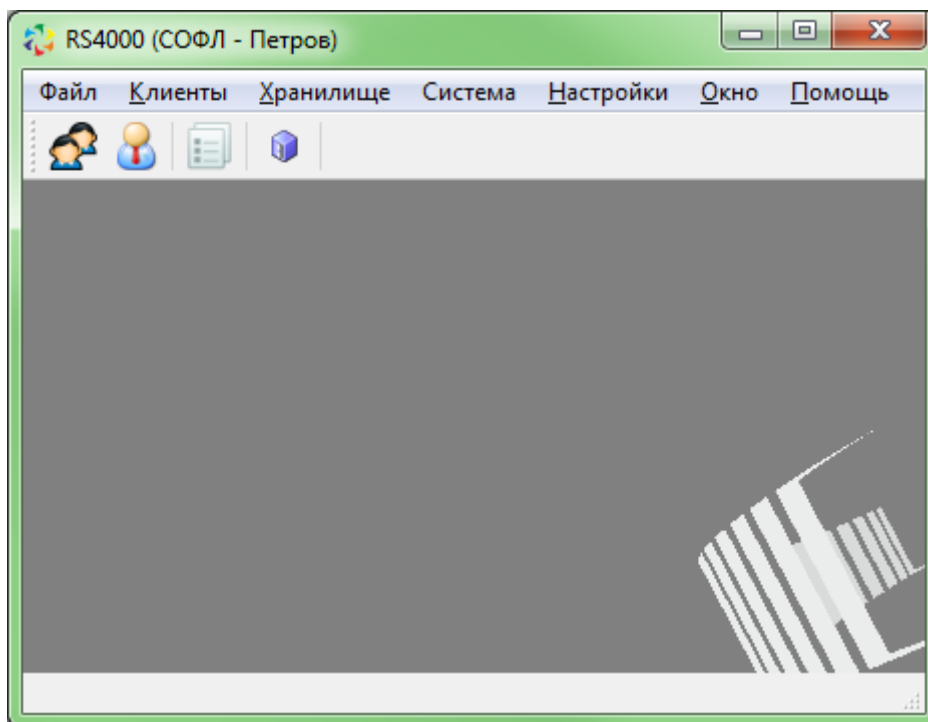 RS4000 (СОФЛ - Петров)
Файл Клиенты Хранилище Система Настройки Окно Помощь